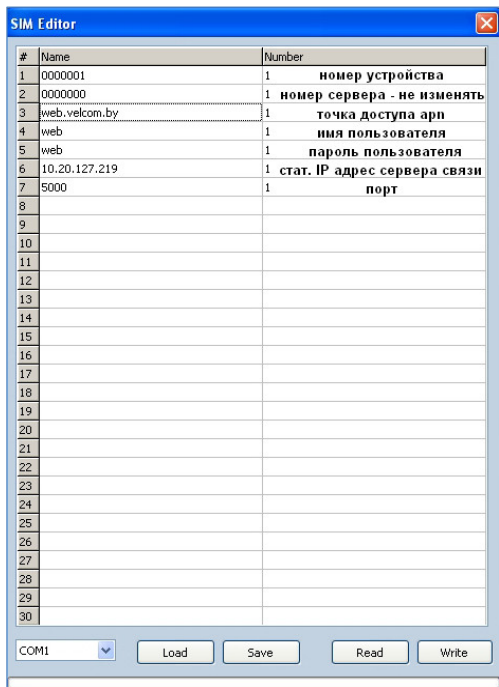 SIM Editor
# Name Number
1 0000001 1 номер устройства
2 0000000 1 номер сервера - не изменять
3 web.velcom.by 1 точка доступа apn
4 web 1 имя пользователя
5 web 1 пароль пользователя
6 10.20.127.219 1 стат. IP адрес сервера связи
7 5000 1 порт
8
9
10
11
12
13
14
15
16
17
18
19
20
21
22
23
24
25
26
27
28
29
30
COM1 Load Save Read Write